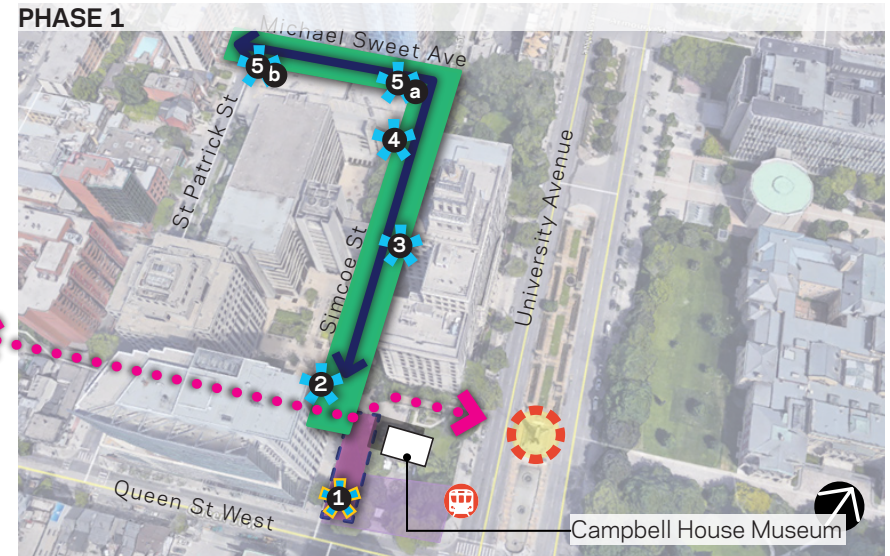 PHASE 1
Michael Sweet Ave
5
b
5
a
4
St Patrick St
University Avenue
3
Simcoe St
2
1
Queen St West
Campbell House Museum